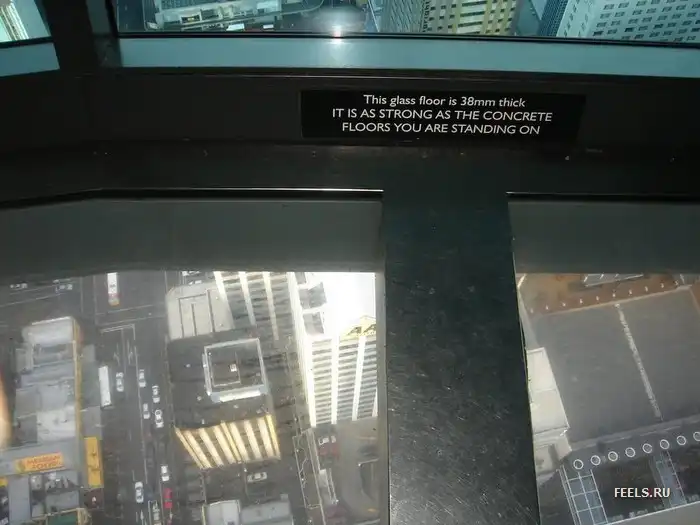 This glass floor is 38mm thick
IT IS AS STRONG AS THE CONCRETE
FLOORS YOU ARE STANDING ON
FEELS.RU